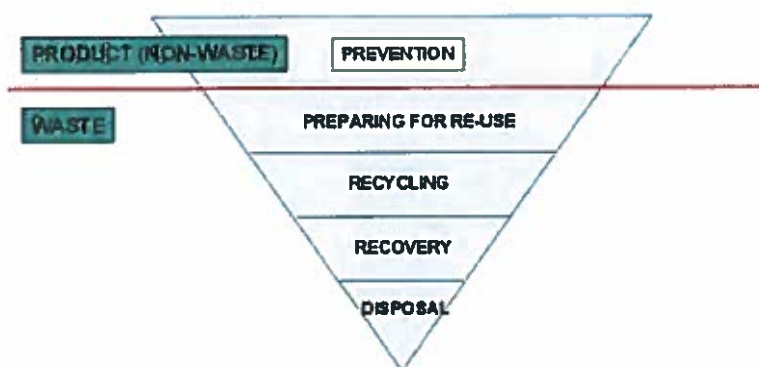 PRODUCT (NON-WASTE) PREVENTION
WASTE
PREPARING FOR RE-USE
RECYCLING
RECOVERY
DISPOSAL